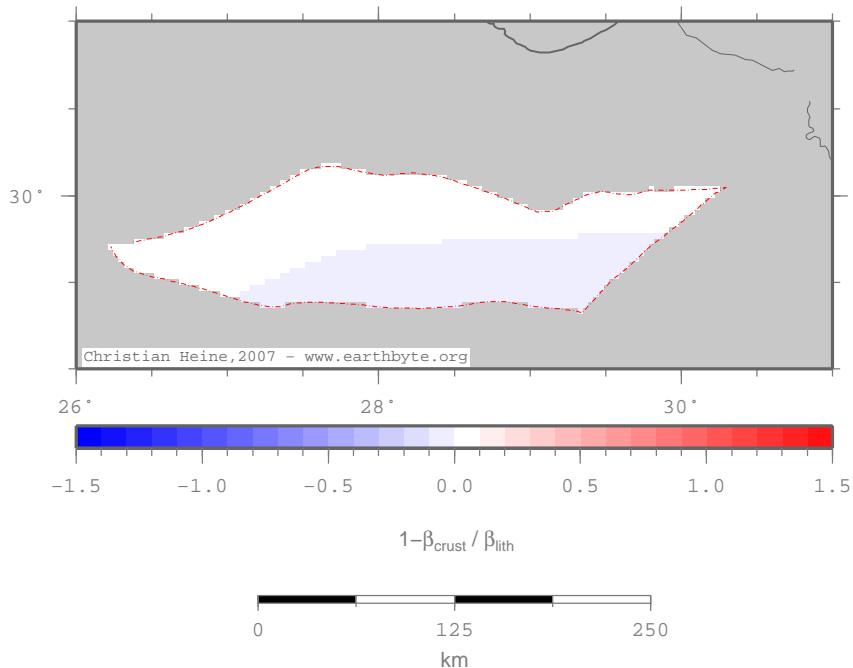 30°
Christian Heine,2007 - www.earthbyte.org
26° 28° 30°
-1.5 -1.0 -0.5 0.0 0.5 1.0 1.5
1-βcrust / βlith
0 125 250
km